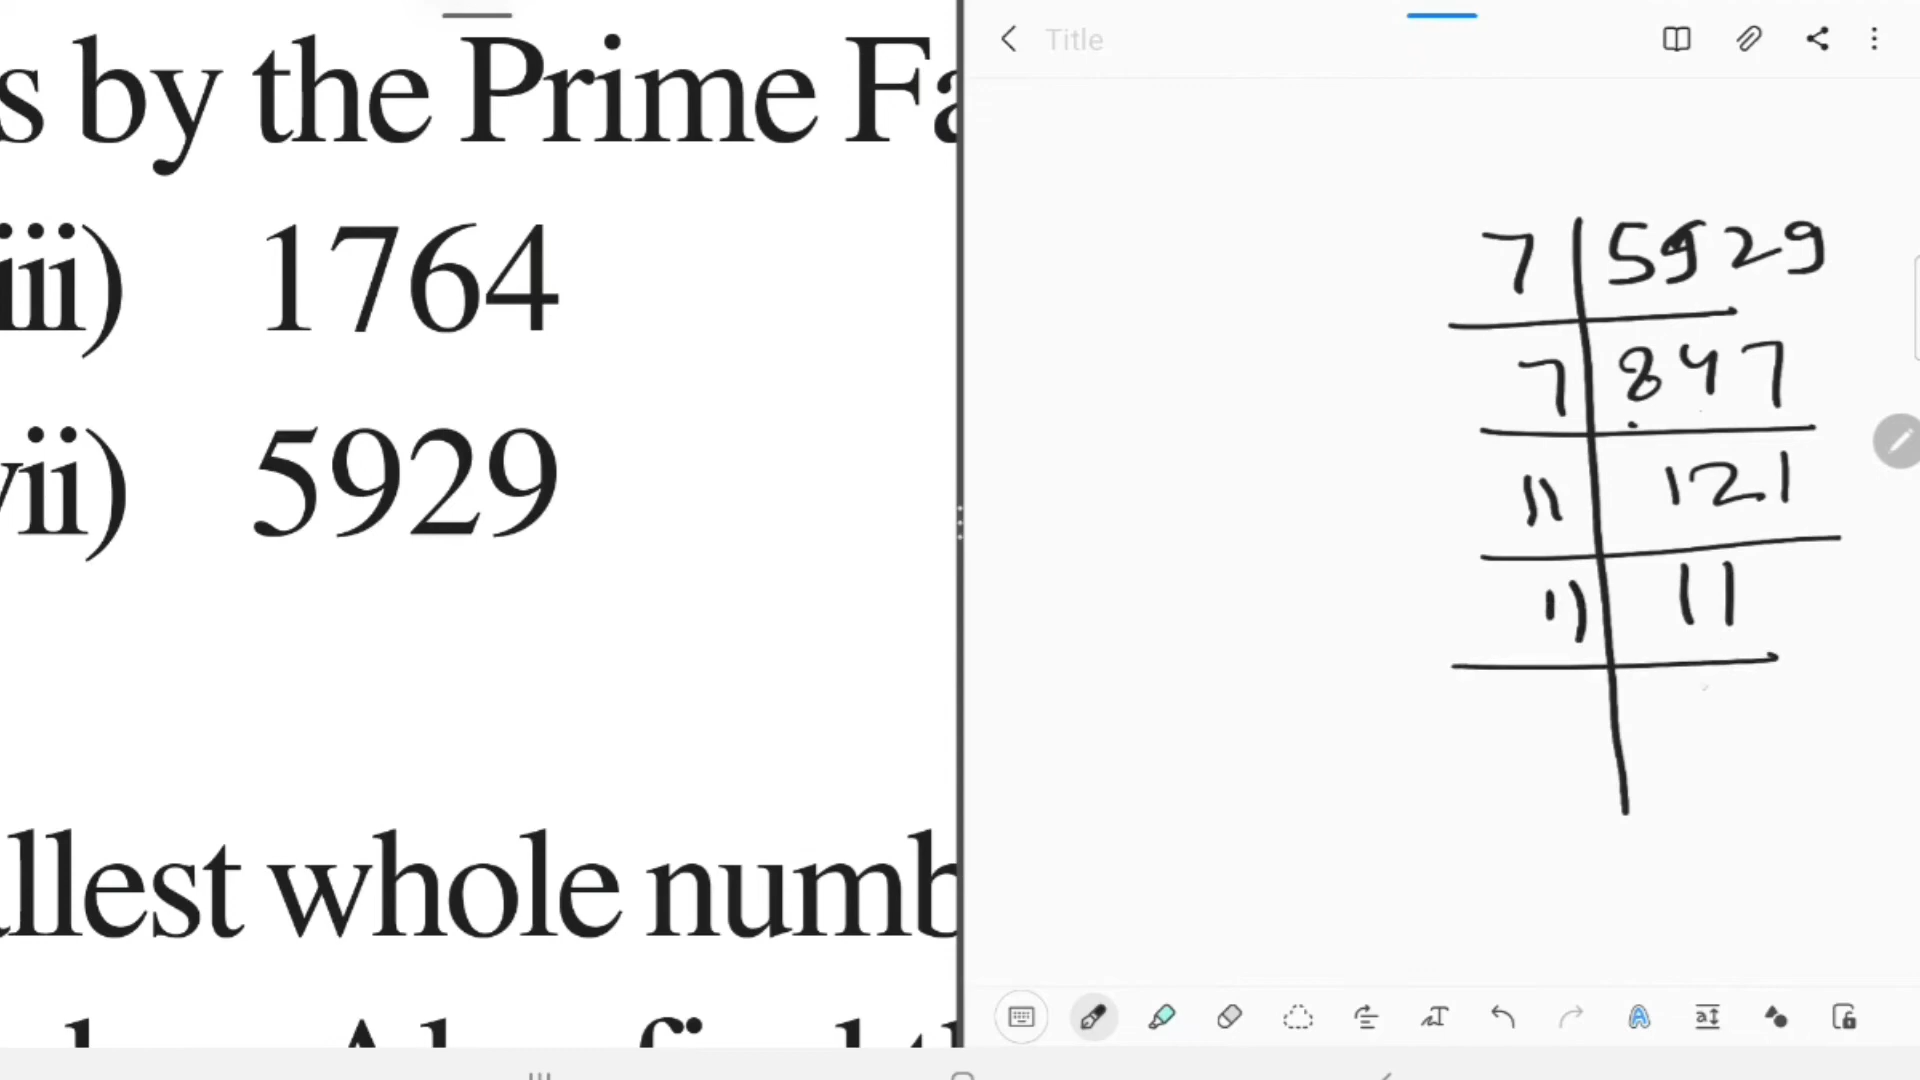 s by the Prime Fa
iii) 1764
vii) 5929
allest whole numb
Title
7 5929
7 847
11 121
11 11